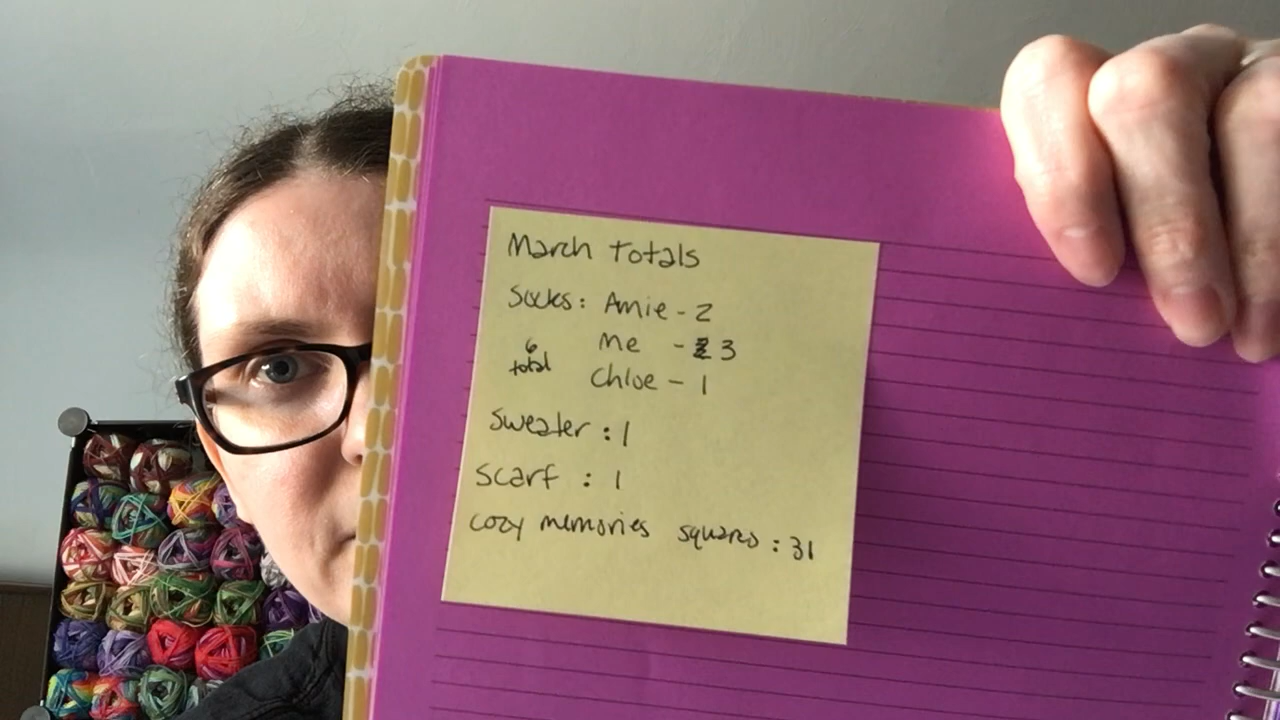 March Totals
Socks: Amie - 2
Me - 3
6 total
Chloe - 1
Sweater : 1
Scarf : 1
cozy memories squares : 31